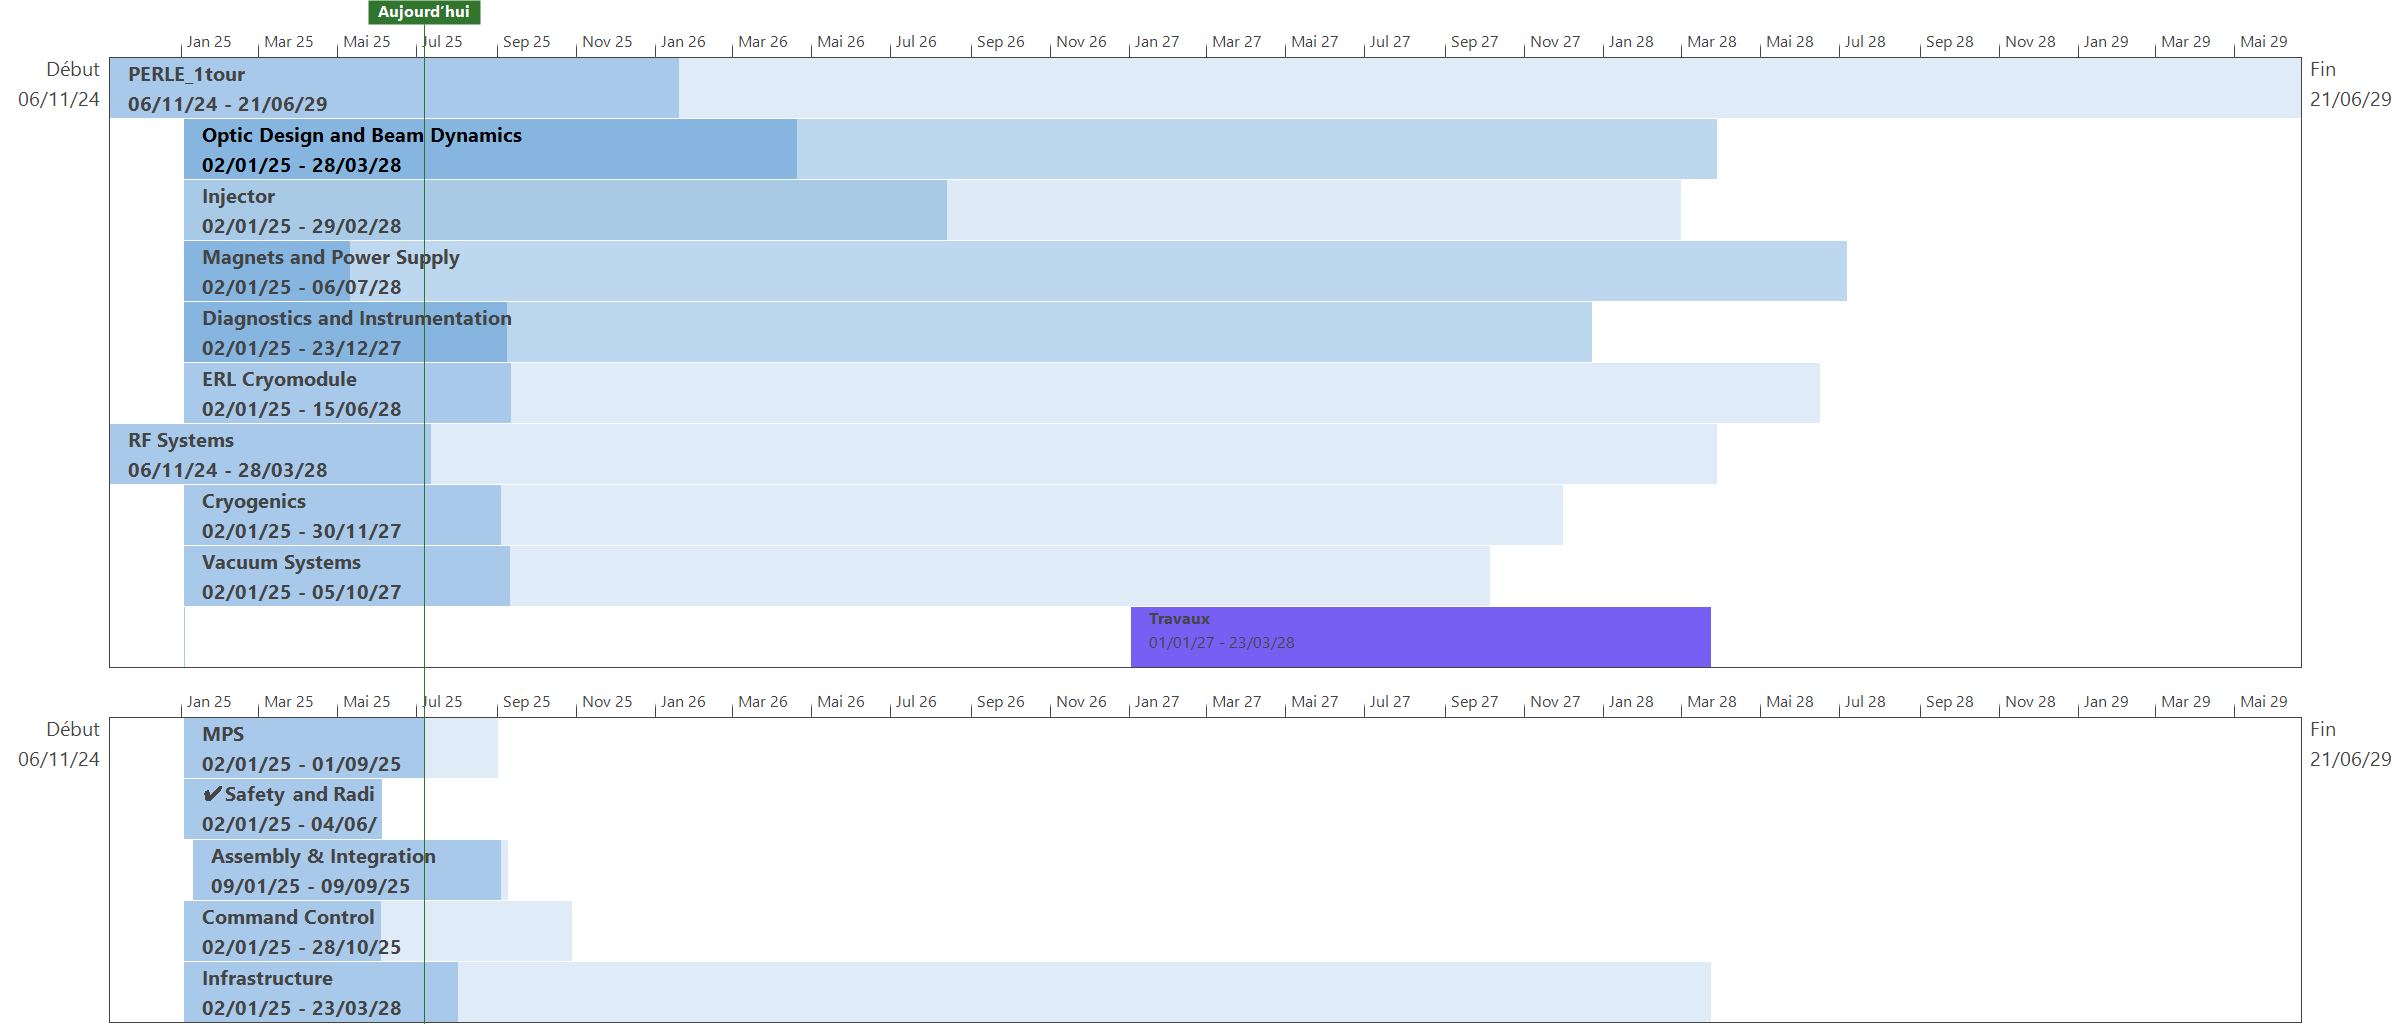 Aujourd'hui
Jan 25 Mar 25 Mai 25 Jul 25 Sep 25 Nov 25 Jan 26 Mar 26 Mai 26 Jul 26 Sep 26 Nov 26 Jan 27 Mar 27 Mai 27 Jul 27 Sep 27 Nov 27 Jan 28 Mar 28 Mai 28 Jul 28 Sep 28 Nov 28 Jan 29 Mar 29 Mai 29
Début
06/11/24
Fin
21/06/29
PERLE_1tour
06/11/24 - 21/06/29
Optic Design and Beam Dynamics
02/01/25 - 28/03/28
Injector
02/01/25 - 29/02/28
Magnets and Power Supply
02/01/25 - 06/07/28
Diagnostics and Instrumentation
02/01/25 - 23/12/27
ERL Cryomodule
02/01/25 - 15/06/28
RF Systems
06/11/24 - 28/03/28
Cryogenics
02/01/25 - 30/11/27
Vacuum Systems
02/01/25 - 05/10/27
Travaux
01/01/27 - 23/03/28
Jan 25 Mar 25 Mai 25 Jul 25 Sep 25 Nov 25 Jan 26 Mar 26 Mai 26 Jul 26 Sep 26 Nov 26 Jan 27 Mar 27 Mai 27 Jul 27 Sep 27 Nov 27 Jan 28 Mar 28 Mai 28 Jul 28 Sep 28 Nov 28 Jan 29 Mar 29 Mai 29
Début
06/11/24
Fin
21/06/29
MPS
02/01/25 - 01/09/25
✔Safety and Radi
02/01/25 - 04/06/
Assembly & Integration
09/01/25 - 09/09/25
Command Control
02/01/25 - 28/10/25
Infrastructure
02/01/25 - 23/03/28